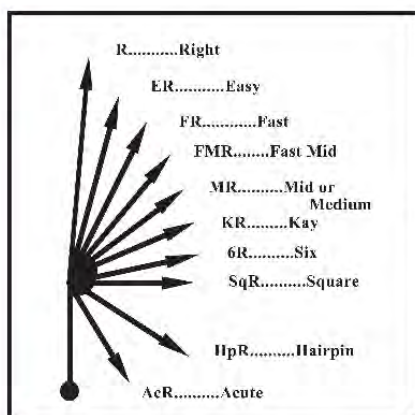 R...........Right
ER...........Easy
FR............Fast
FMR........Fast Mid
MR..........Mid or
Medium
KR..........Kay
6R...........Six
SqR..........Square
HpR..........Hairpin
AcR..........Acute